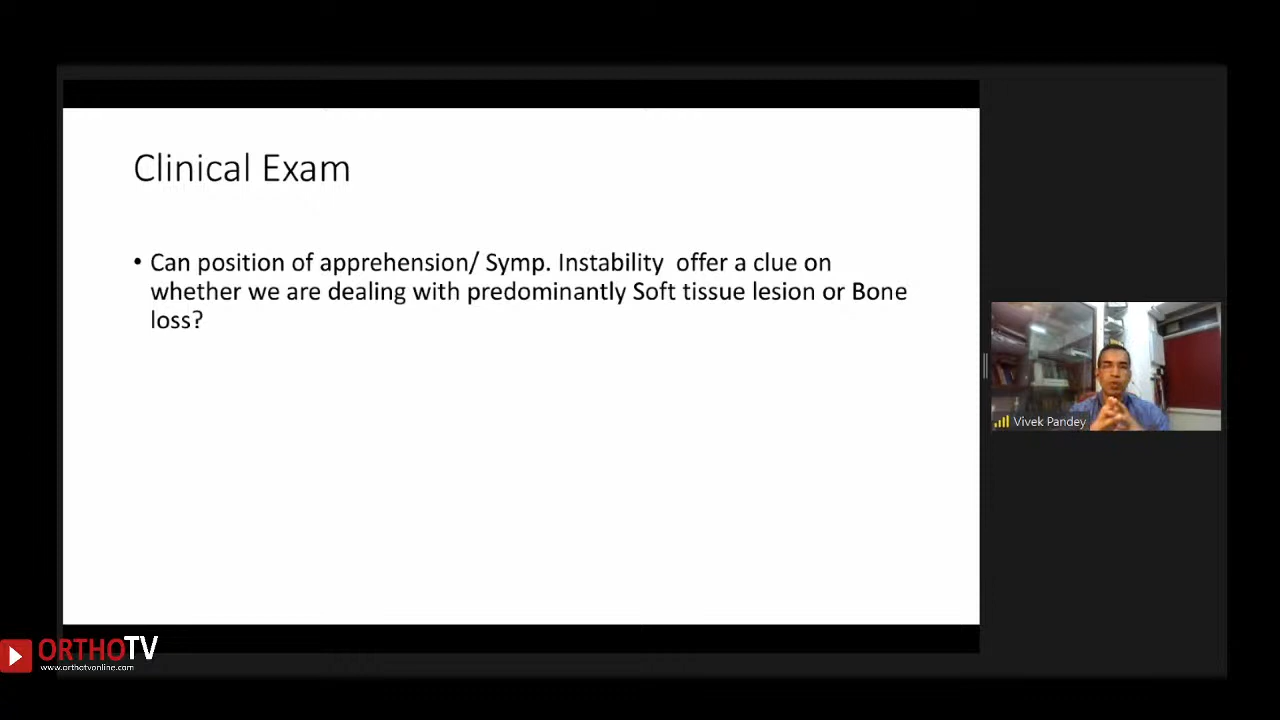 Clinical Exam
• Can position of apprehension/ Symp. Instability offer a clue on
whether we are dealing with predominantly Soft tissue lesion or Bone
loss?
Vivek Pandey
ORTHOTV
www.orthotvonline.com